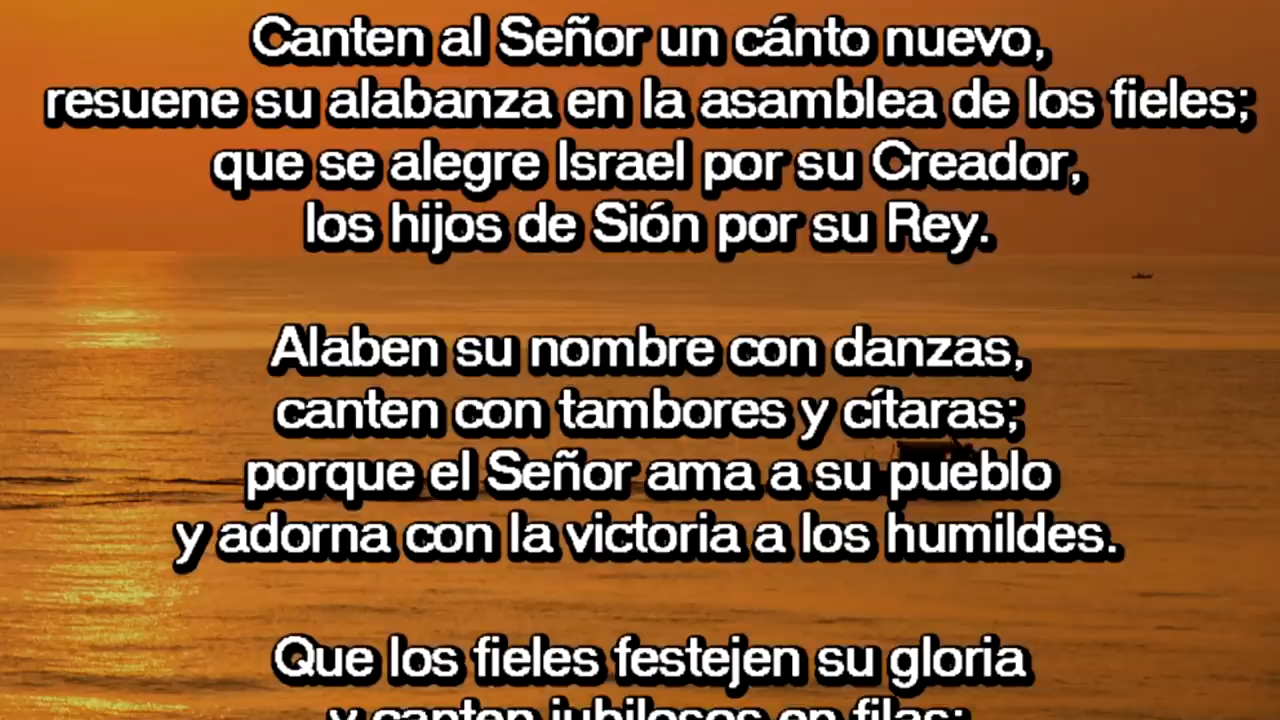 Canten al Señor un cánto nuevo,
resuene su alabanza en la asamblea de los fieles;
que se alegre Israel por su Creador,
los hijos de Sión por su Rey.
Alaben su nombre con danzas,
canten con tambores y cítaras;
porque el Señor ama a su pueblo
y adorna con la victoria a los humildes.
Que los fieles festejen su gloria
y canten jubilosos en filas: